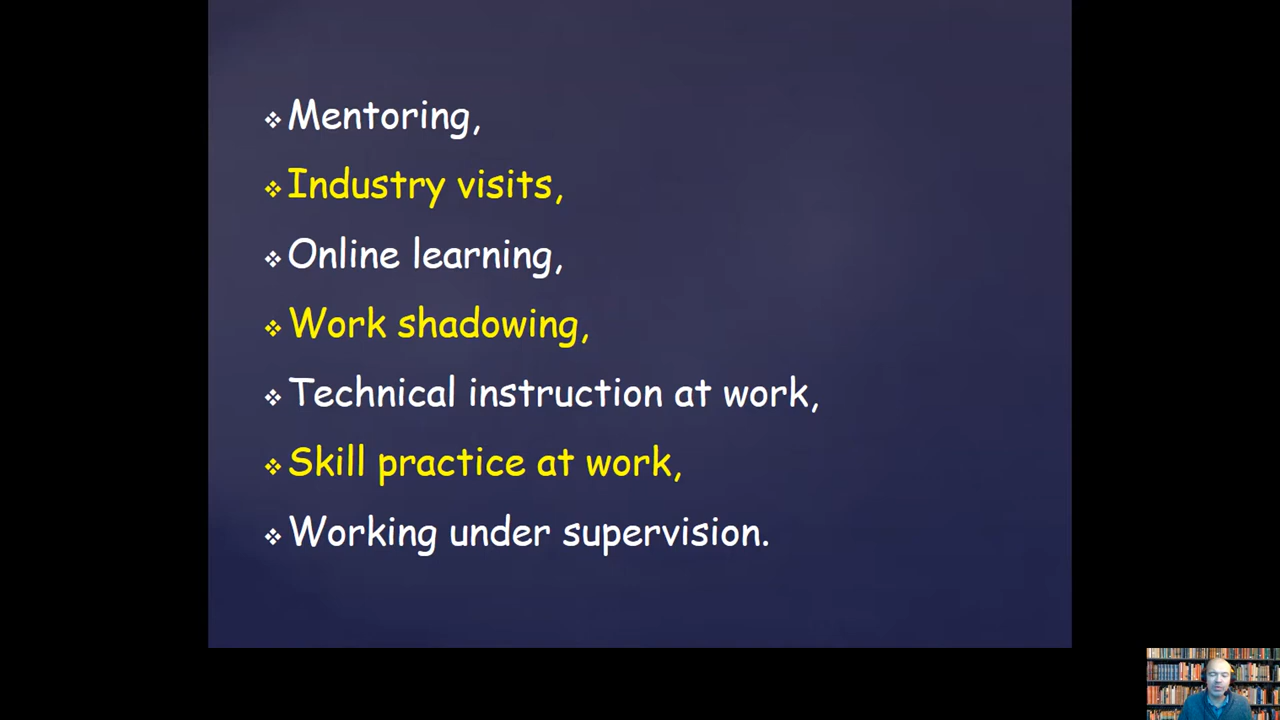 ❖ Mentoring,
❖ Industry visits,
❖ Online learning,
❖ Work shadowing,
❖ Technical instruction at work,
❖ Skill practice at work,
❖ Working under supervision.